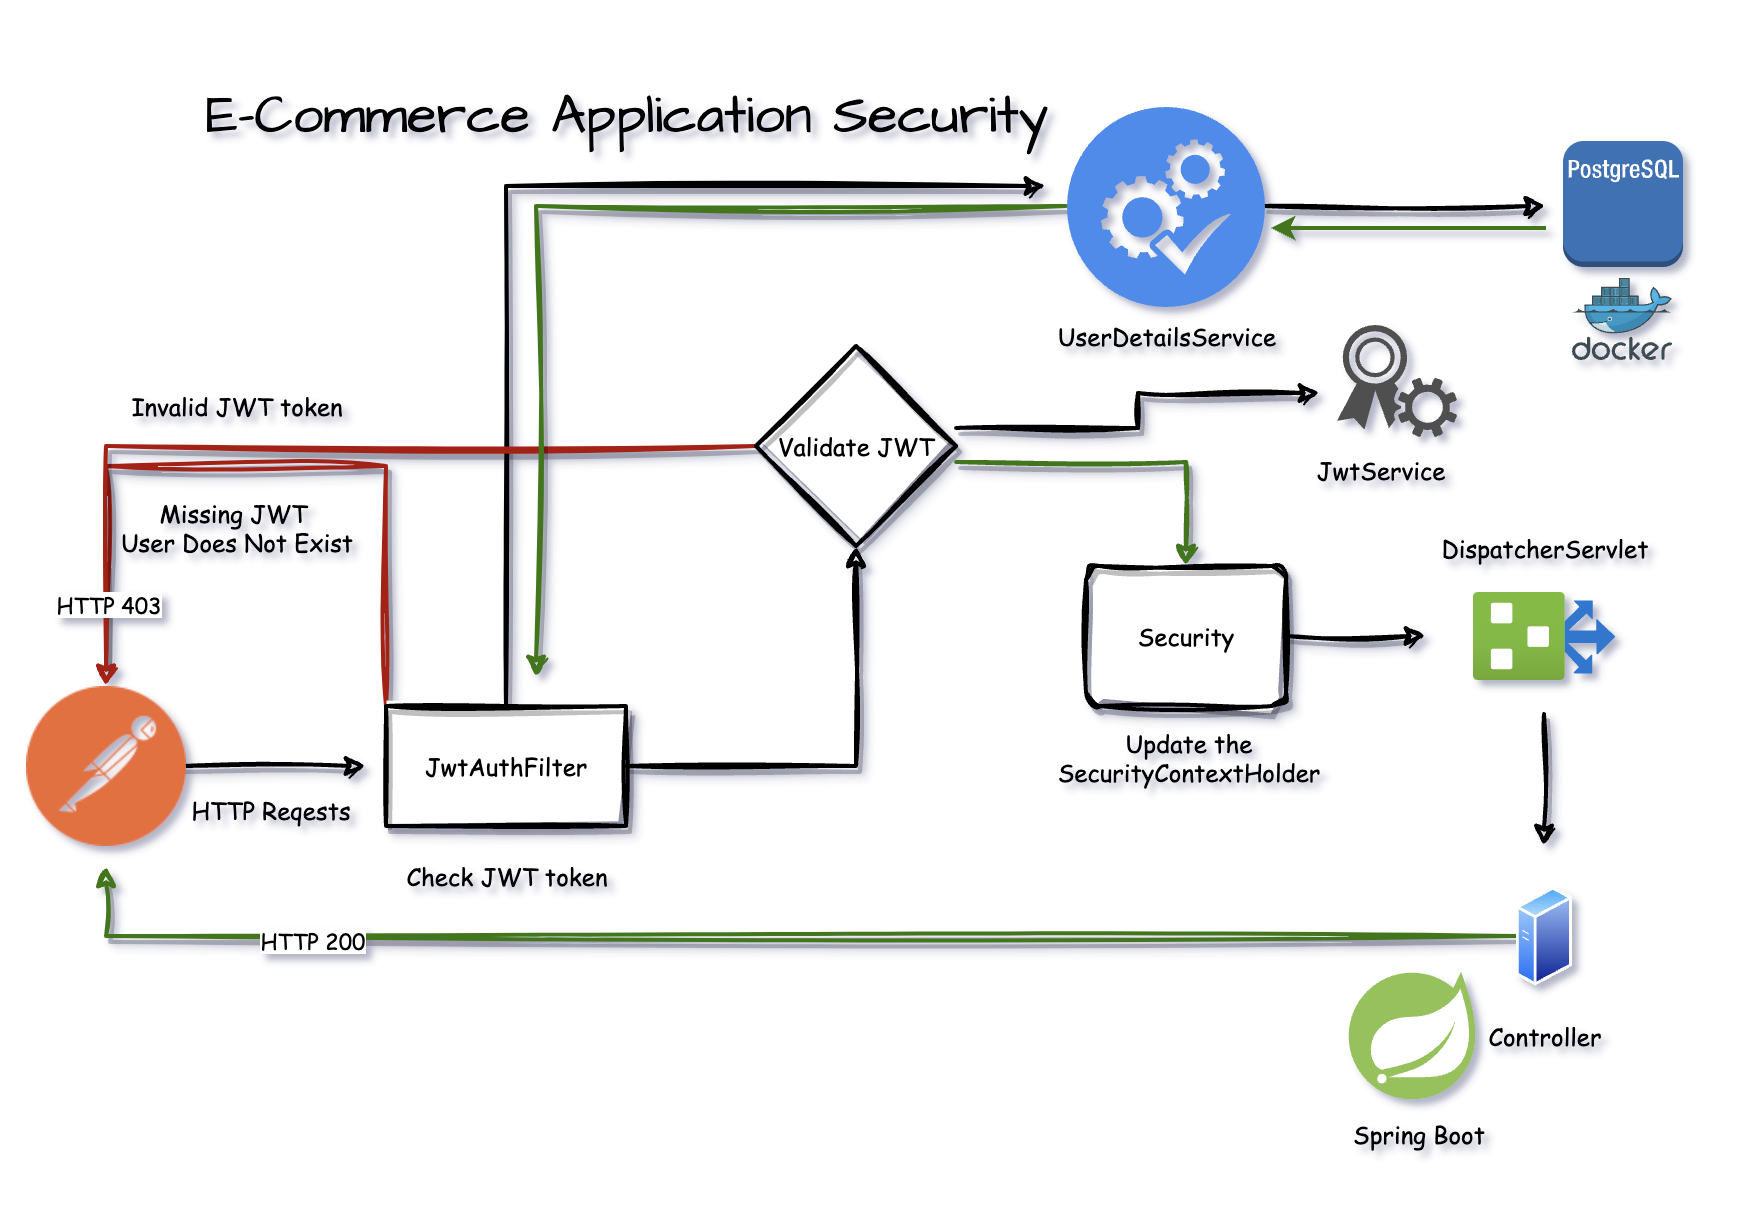 E-Commerce Application Security
PostgreSQL
docker
UserDetailsService
Invalid JWT token
Validate JWT
JwtService
Missing JWT
User Does Not Exist
HTTP 403
DispatcherServlet
Security
Update the
SecurityContextHolder
JwtAuthFilter
HTTP Reqests
Check JWT token
HTTP 200
Controller
Spring Boot